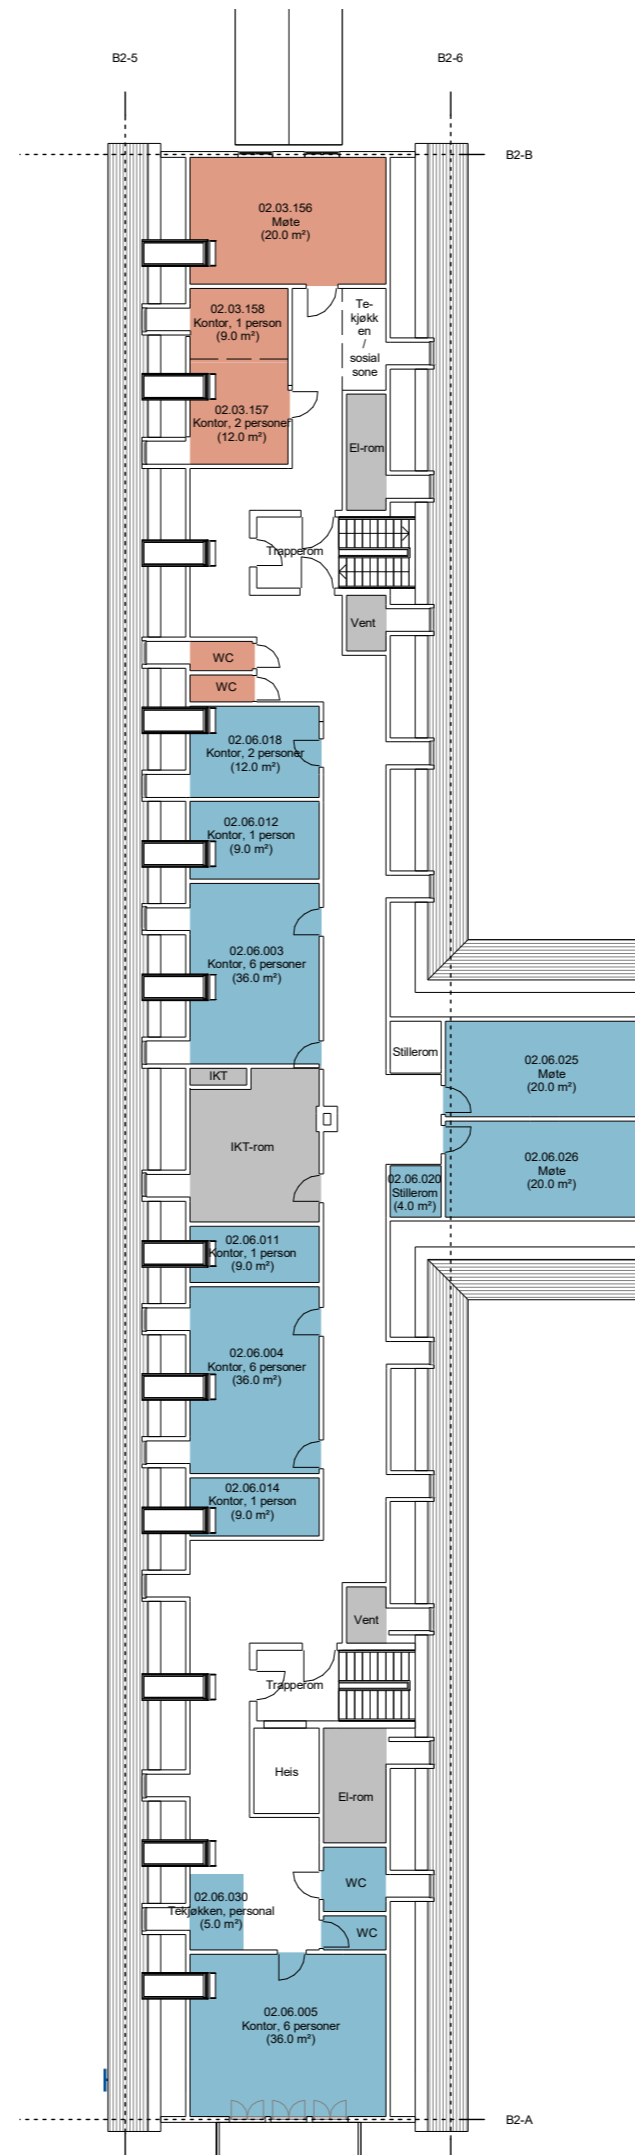 B2-5
B2-6
B2-B
02.03.156
Møte
(20.0 m²)
02.03.158
Kontor, 1 person
(9.0 m²)
Te-
kjøkk
en
/
sosial
sone
02.03.157
Kontor, 2 personer
(12.0 m²)
El-rom
Trapperom
Vent
WC
WC
02.06.018
Kontor, 2 personer
(12.0 m²)
02.06.012
Kontor, 1 person
(9.0 m²)
02.06.003
Kontor, 6 personer
(36.0 m²)
Stillerom
02.06.025
Møte
(20.0 m²)
IKT
IKT-rom
02.06.026
Møte
(20.0 m²)
02.06.020
Stillerom
(4.0 m²)
02.06.011
Kontor, 1 person
(9.0 m²)
02.06.004
Kontor, 6 personer
(36.0 m²)
02.06.014
Kontor, 1 person
(9.0 m²)
Vent
Trapperom
Heis
El-rom
WC
02.06.030
Tekjøkken, personal
(5.0 m²)
WC
02.06.005
Kontor, 6 personer
(36.0 m²)
B2-A